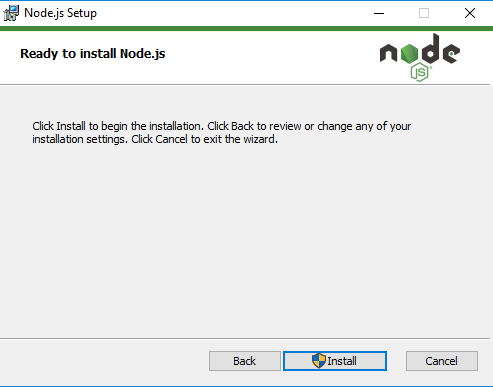 Node.js Setup
Ready to install Node.js
node
JS
Click Install to begin the installation. Click Back to review or change any of your
installation settings. Click Cancel to exit the wizard.
Back
Install
Cancel